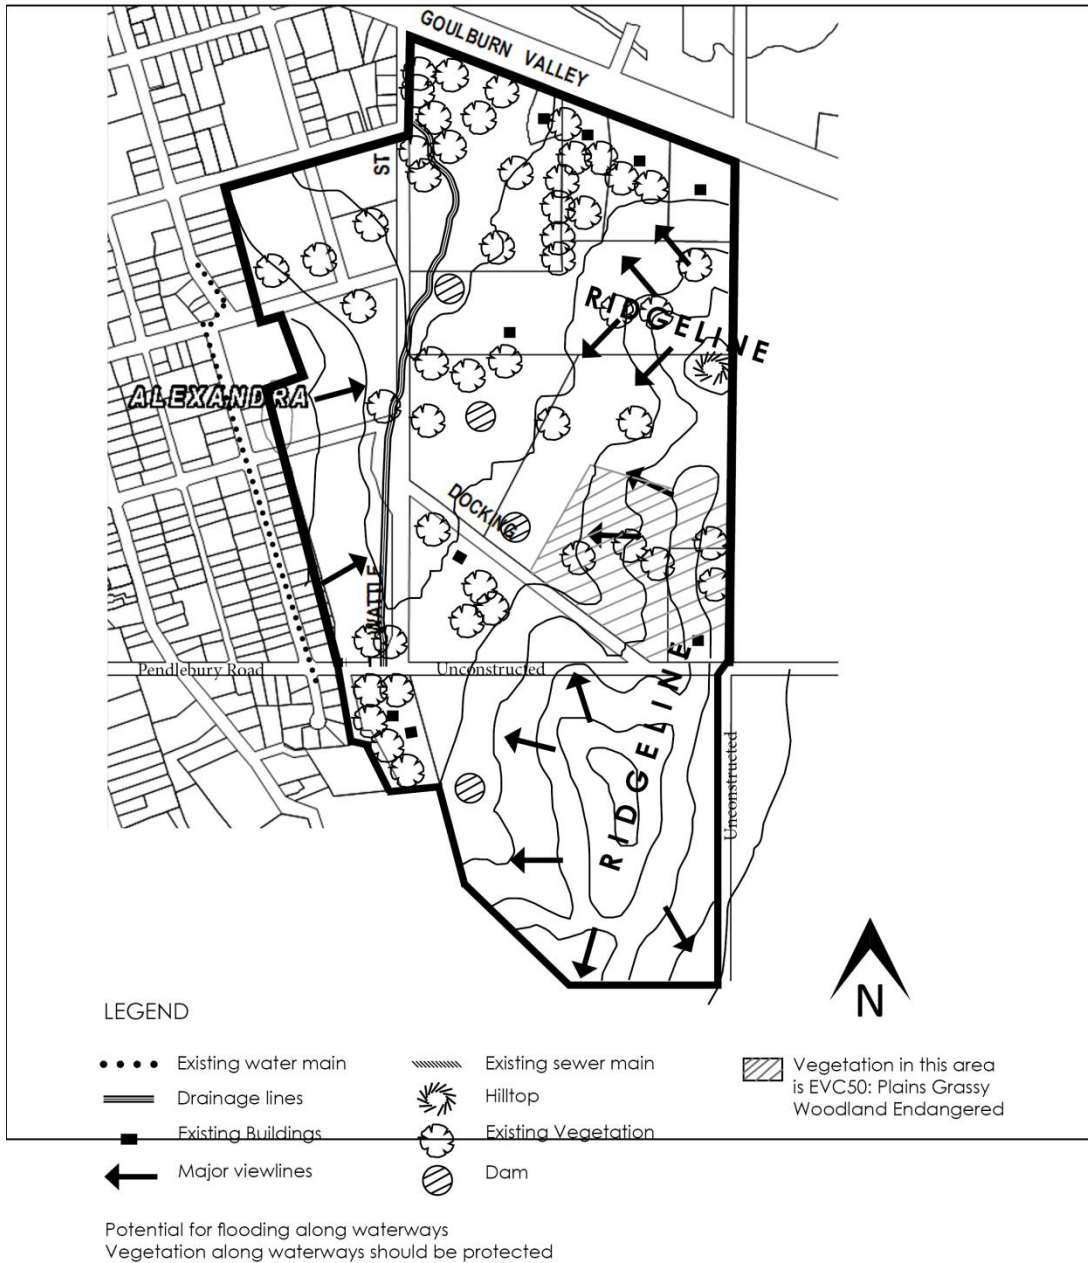 GOULBURN VALLEY
ST
RIDGELINE
ALEXANDRA
DOCKING
WATTLE
Pendlebury Road
Unconstructed
RIDGELINE
Unconstructed
N
LEGEND
Existing water main
Existing sewer main
Vegetation in this area
is EVC50: Plains Grassy
Woodland Endangered
Drainage lines
Hilltop
Existing Buildings
Existing Vegetation
Major viewlines
Dam
Potential for flooding along waterways
Vegetation along waterways should be protected